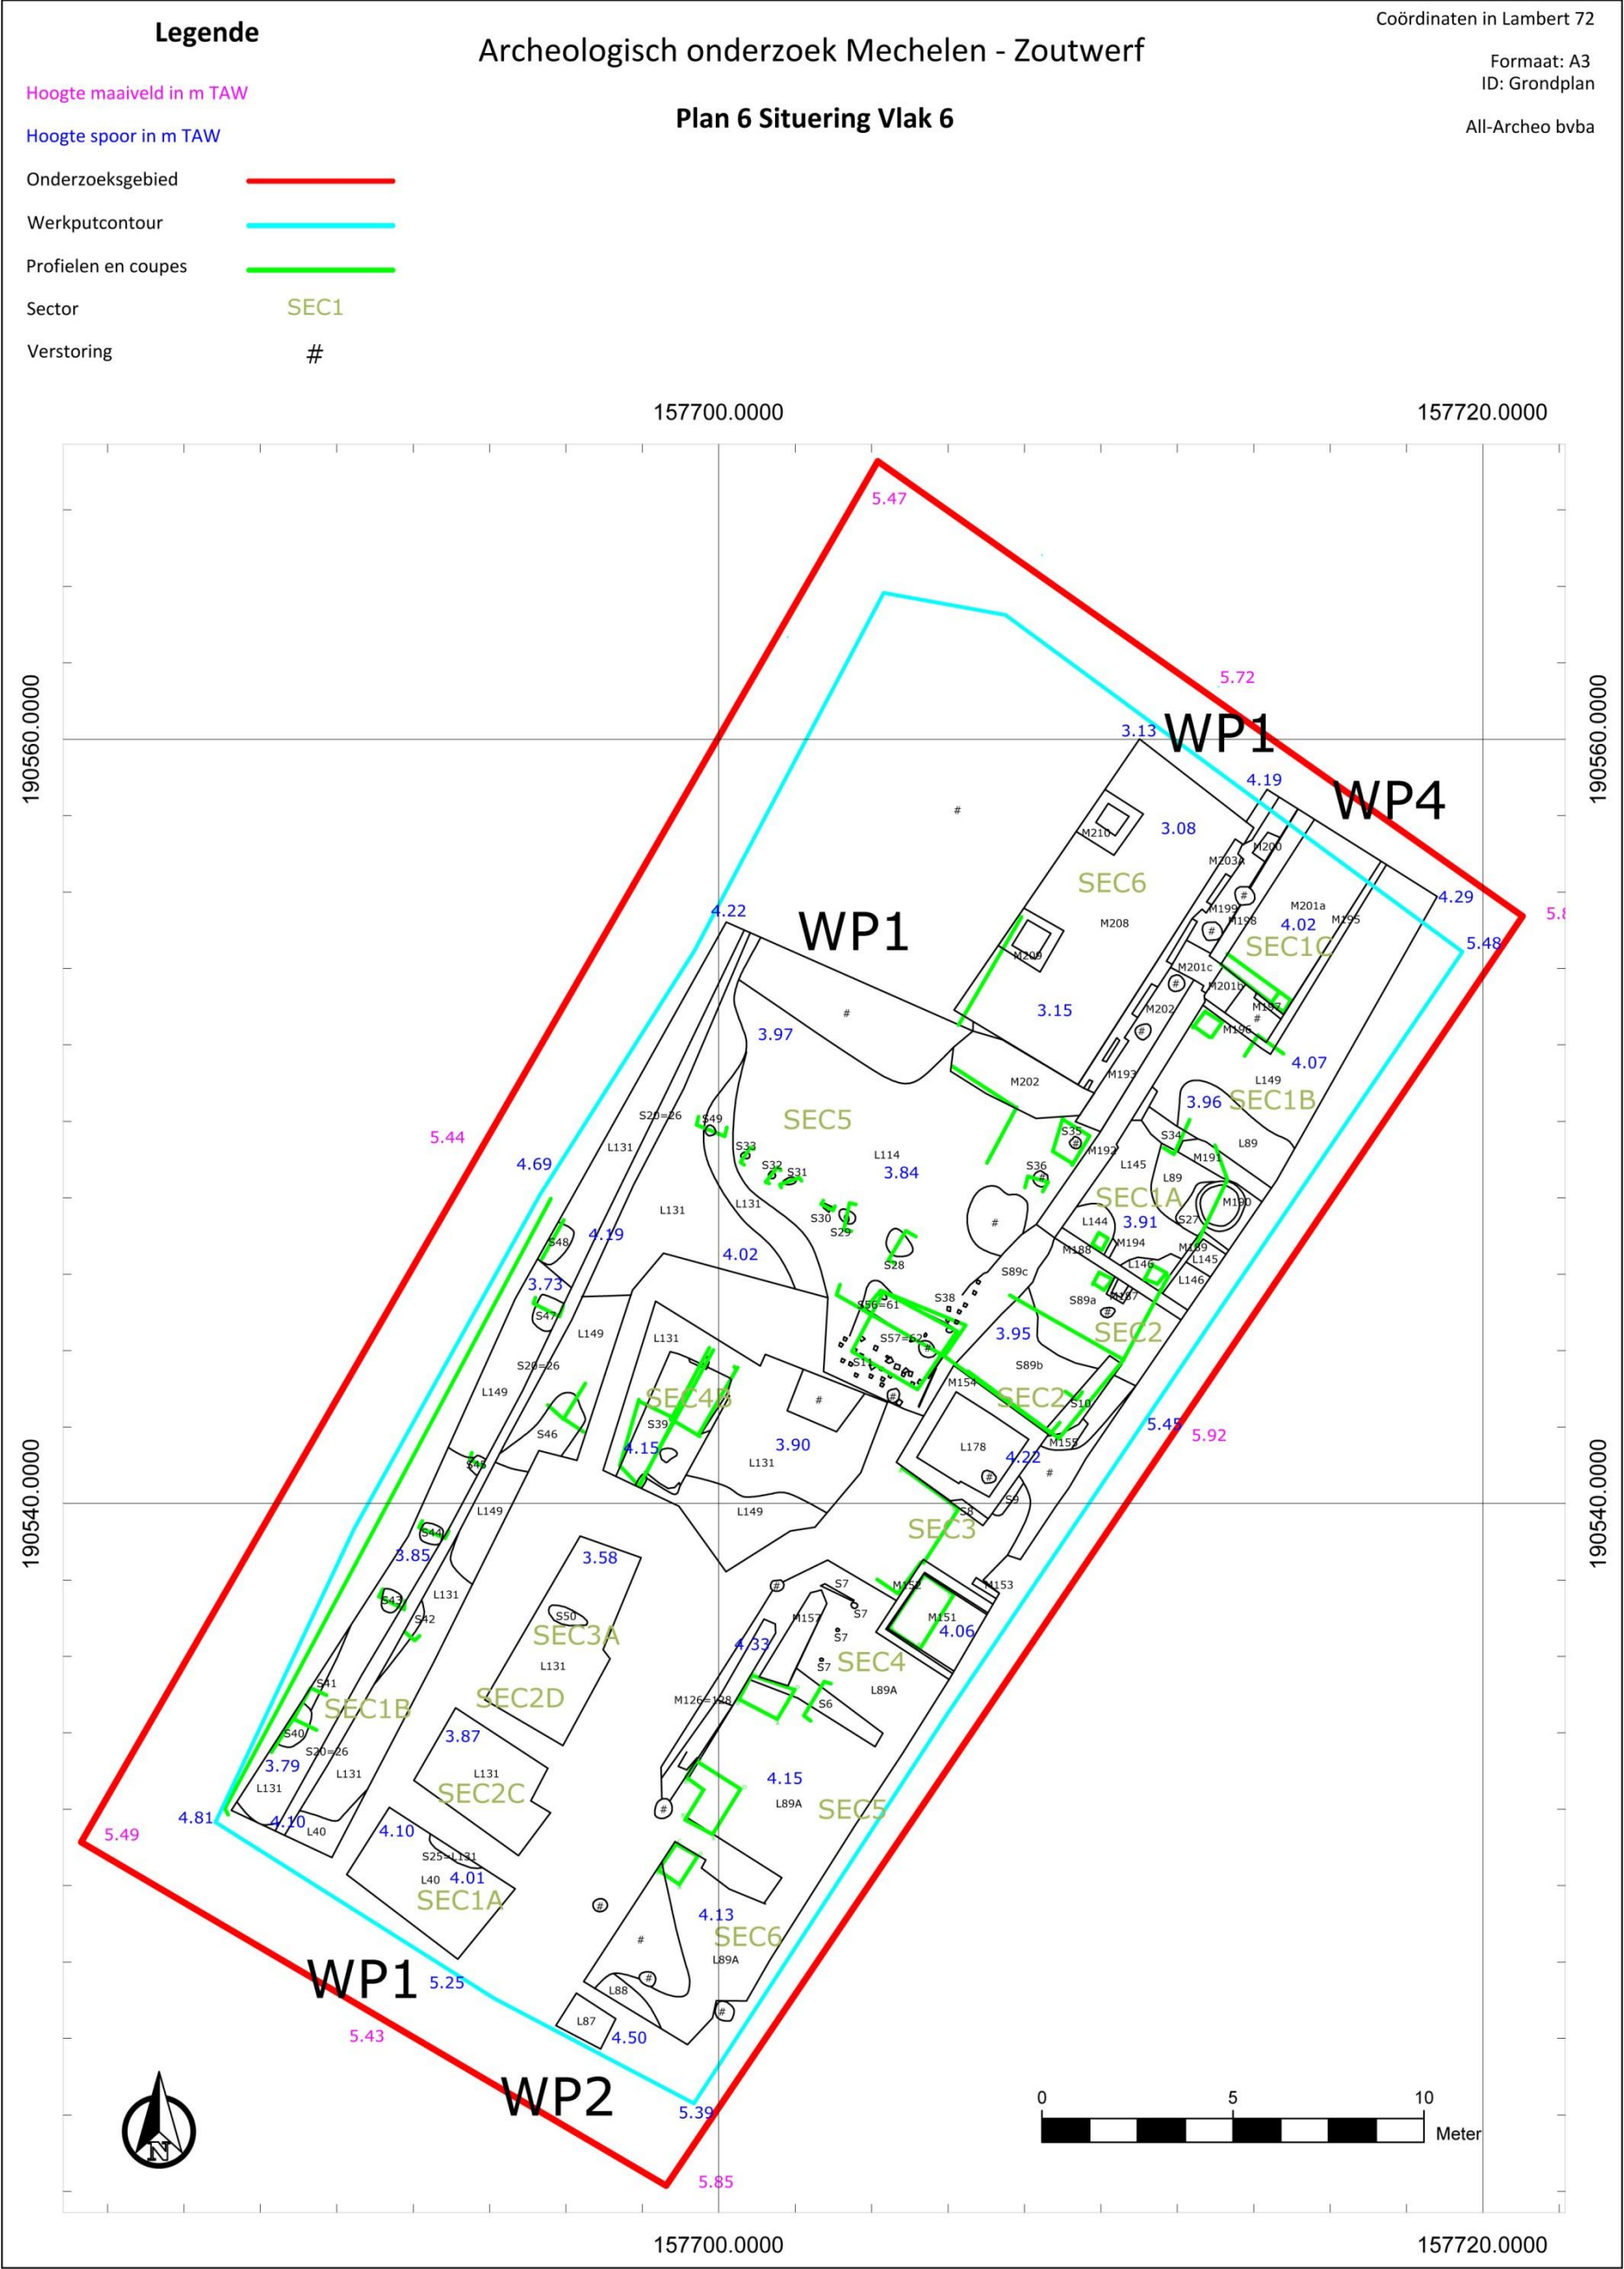 Legende
Hoogte maaiveld in m TAW
Hoogte spoor in m TAW
Onderzoeksgebied
Werkputcontour
Profielen en coupes
Sector SEC1
Verstoring #
Archeologisch onderzoek Mechelen - Zoutwerf
Plan 6 Situering Vlak 6
Coördinaten in Lambert 72
Formaat: A3
ID: Grondplan
All-Archeo bvba
157700.0000 157720.0000
5.47
5.72
190560.0000 190560.0000
3.13 WP1
4.19 WP4
#
3.08
M210
M200
M203A
SEC6
4.29
5.48
M199
M201a
M198
4.02
M195
M208
SEC1C
4.22 WP1
M209
M201c
M201b
M197
#
M202
3.15
M196
3.97
#
4.07
M202
M193
L149
3.96 SEC1B
S20=26
S49
SEC5
5.44
L131
S33
S35
S34
L89
M192
M191
L114
L145
4.69
S32
S31
3.84
S36
L89
SEC1A
M190
L131
L131
S30
S29
#
L144
3.91
S27
4.19
S48
M194
M188
M189
4.02
S28
L145
L146
L146
S89c
3.73
S47
S56=61
S38
S89a
M187
L149
L131
S57=62
3.95
SEC2
S20=26
S11
S89b
L149
SEC4B
M154
SEC2
S10
#
S39
S46
4.15
3.90
L131
L178
4.22
M155
5.45
5.92
#
S45
190540.0000 190540.0000
L149
L149
S9
S8
SEC3
S44
3.85
3.58
S43
L131
S42
S50
SEC3A
S7
M152
M153
M157
S7
M151
4.06
S7
4.33
S7
SEC4
L131
S41
SEC1B
SEC2D
M126=128
L89A
S6
S40
3.87
S20=26
3.79
L131
L131
L131
SEC2C
4.15
L89A
SEC5
4.81
4.10
L40
5.49
4.10
S25=L131
L40 4.01
SEC1A
#
4.13
SEC6
#
L89A
WP1
5.25
L88
#
L87
4.50
5.43
WP2
5.39
5.85
N
0 5 10
Meter
157700.0000 157720.0000